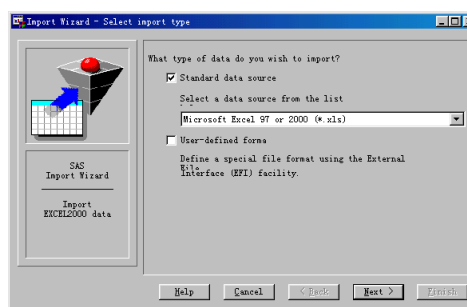 Import Wizard - Select import type
What type of data do you wish to import?
Standard data source
Select a data source from the list
Microsoft Excel 97 or 2000 (*.xls)
User-defined forma
Define a special file format using the External
File
Interface (EFI) facility.
SAS
Import Wizard
Import
EXCEL2000 data
Help
Cancel
< Back
Next >
Finish